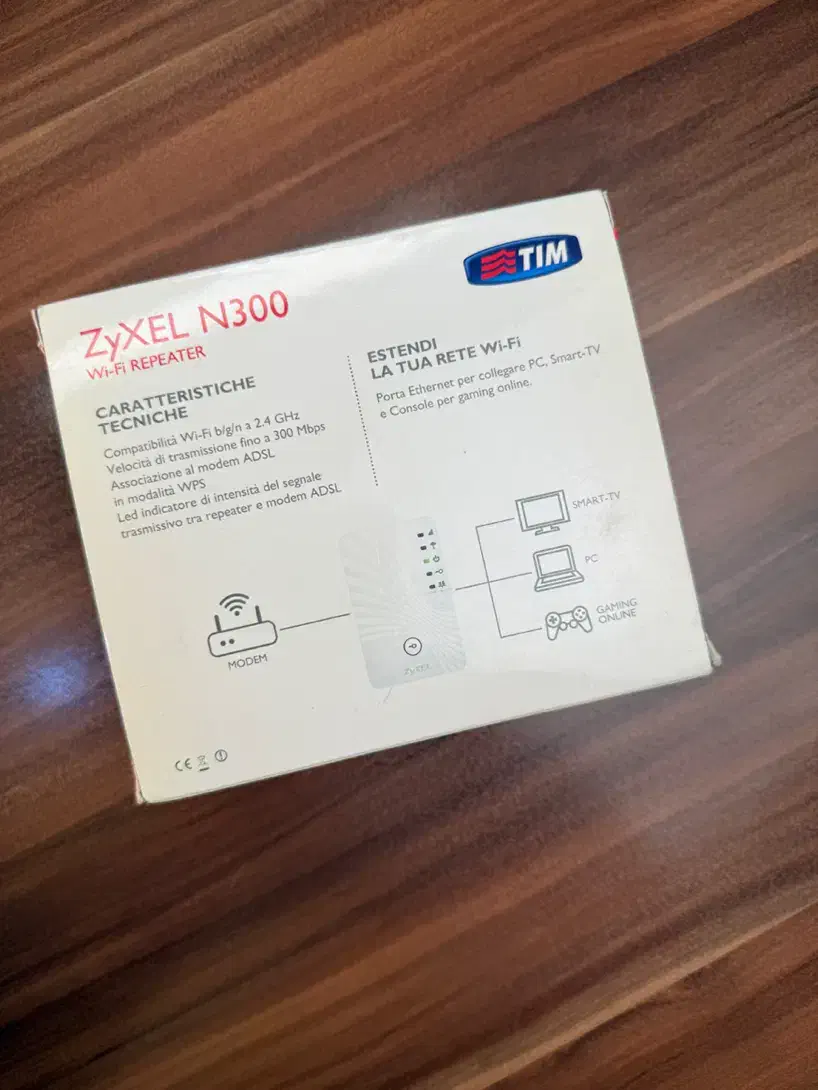 TIM
ZyXEL N300
Wi-Fi REPEATER
CARATTERISTICHE
TECNICHE
Compatibilità Wi-Fi b/g/n a 2.4 GHz
Velocità di trasmissione fino a 300 Mbps
Associazione al modem ADSL
in modalità WPS
Led indicatore di intensità del segnale
trasmissivo tra repeater e modem ADSL
ESTENDI
LA TUA RETE Wi-Fi
Porta Ethernet per collegare PC, Smart-TV
e Console per gaming online.
MODEM
ZyXEL
SMART-TV
PC
GAMING
ONLINE
CE